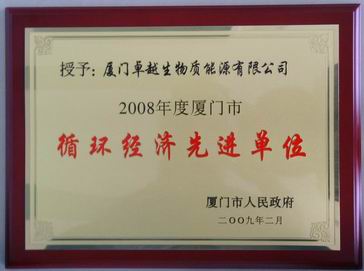 授予：厦门卓越生物质能源有限公司
2008年度厦门市
循环经济先进单位
厦门市人民政府
二〇〇九年二月